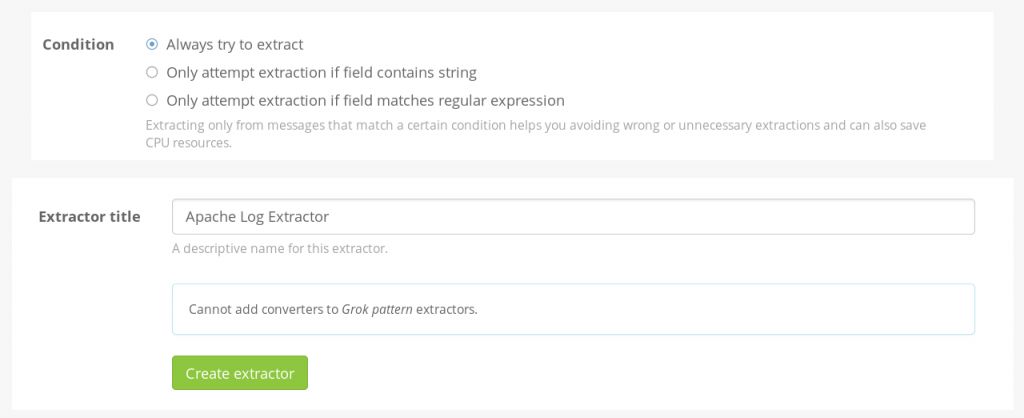 Condition
Always try to extract
Only attempt extraction if field contains string
Only attempt extraction if field matches regular expression
Extracting only from messages that match a certain condition helps you avoiding wrong or unnecessary extractions and can also save
CPU resources.
Extractor title
Apache Log Extractor
A descriptive name for this extractor.
Cannot add converters to Grok pattern extractors.
Create extractor